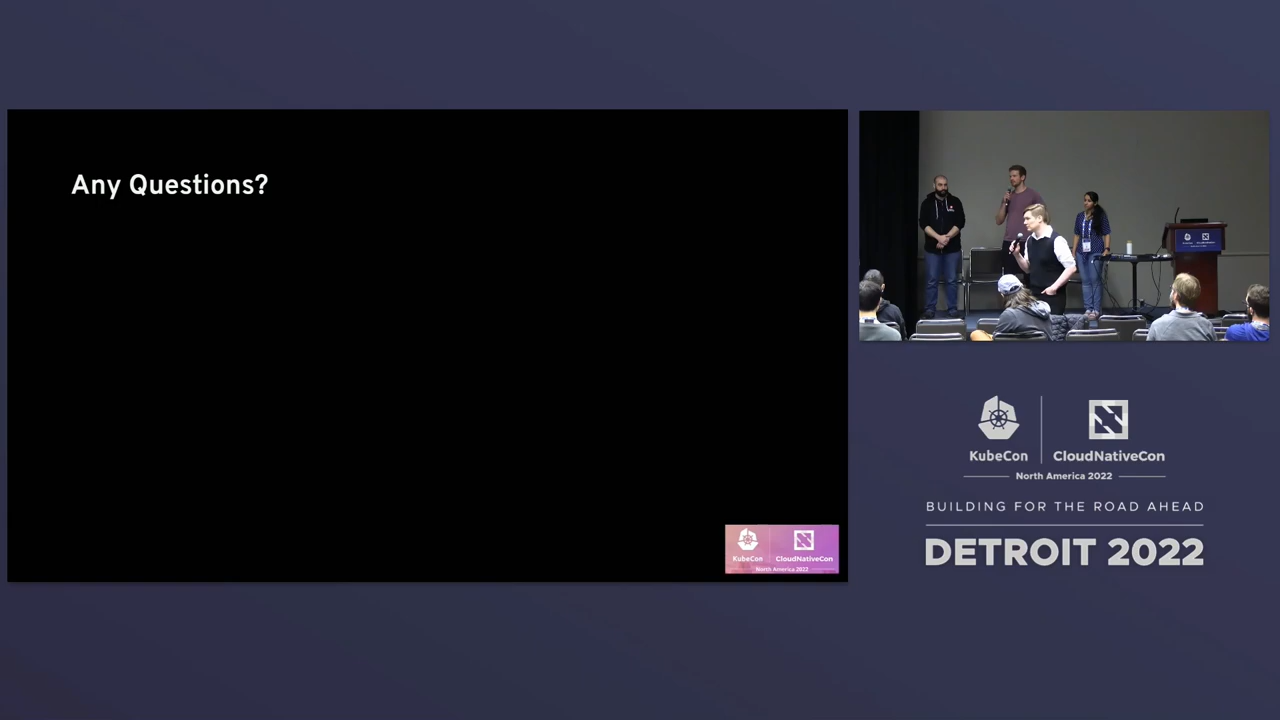 Any Questions?
KubeCon
CloudNativeCon
North America 2022
KubeCon
CloudNativeCon
North America 2022
BUILDING FOR THE ROAD AHEAD
DETROIT 2022